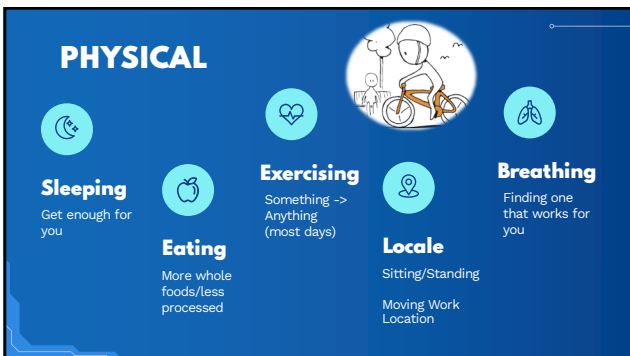 PHYSICAL
Sleeping
Get enough for
you
Eating
More whole
foods/less
processed
Exercising
Something ->
Anything
(most days)
Locale
Sitting/Standing
Moving Work
Location
Breathing
Finding one
that works for
you